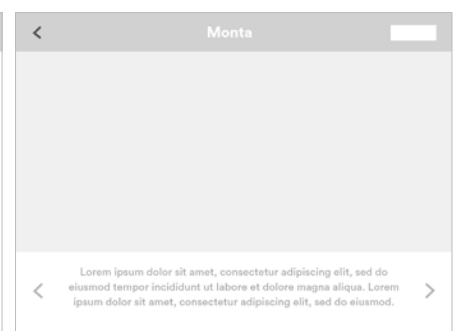 Monta
Lorem ipsum dolor sit amet, consectetur adipiscing elit, sed do
eiusmod tempor incididunt ut labore et dolore magna aliqua. Lorem
ipsum dolor sit amet, consectetur adipiscing elit, sed do eiusmod.